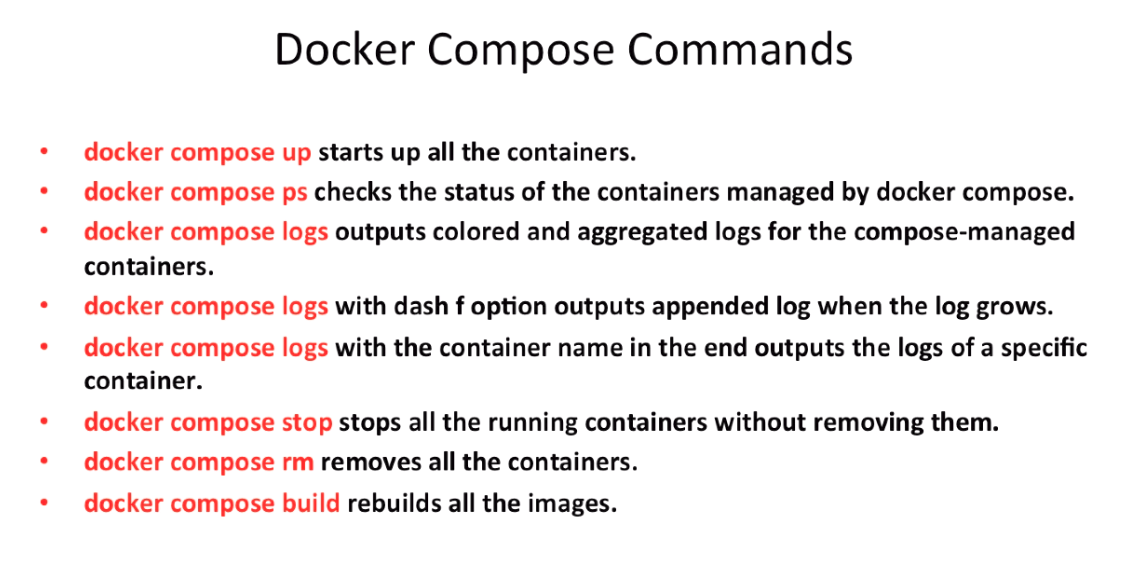 Docker Compose Commands
• docker compose up starts up all the containers.
• docker compose ps checks the status of the containers managed by docker compose.
• docker compose logs outputs colored and aggregated logs for the compose-managed
containers.
• docker compose logs with dash f option outputs appended log when the log grows.
• docker compose logs with the container name in the end outputs the logs of a specific
container.
• docker compose stop stops all the running containers without removing them.
• docker compose rm removes all the containers.
• docker compose build rebuilds all the images.